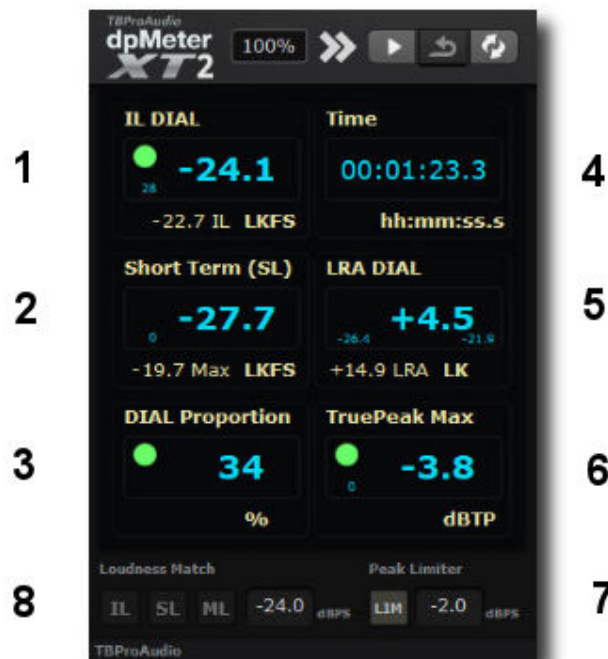 TBProAudio
dpMeter
XT2
100%
IL DIAL
Time
1
-24.1
28
00:01:23.3
4
-22.7 IL LKFS
hh:mm:ss.s
Short Term (SL)
LRA DIAL
2
-27.7
0
+4.5
-26.4
-21.9
5
-19.7 Max LKFS
+14.9 LRA LK
DIAL Proportion
TruePeak Max
3
34
-3.8
0
6
%
dBTP
Loudness Match
Peak Limiter
8
IL SL ML -24.0 dBPS
LIM -2.0 dBPS
7
TBProAudio